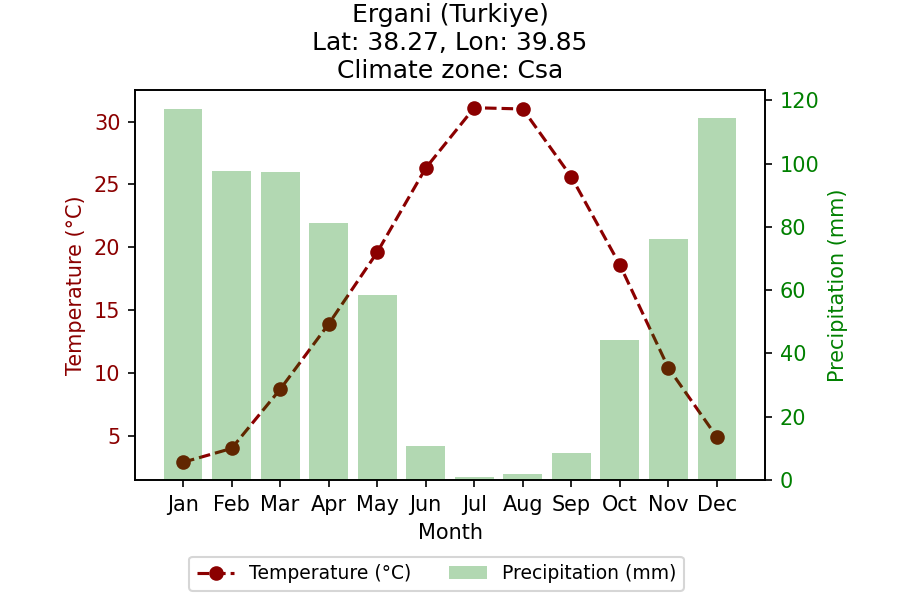 Ergani (Turkiye)
Lat: 38.27, Lon: 39.85
Climate zone: Csa
Temperature (°C)
30
25
20
15
10
5
Precipitation (mm)
120
100
80
60
40
20
0
Jan Feb Mar Apr May Jun Jul Aug Sep Oct Nov Dec
Month
Temperature (°C) Precipitation (mm)